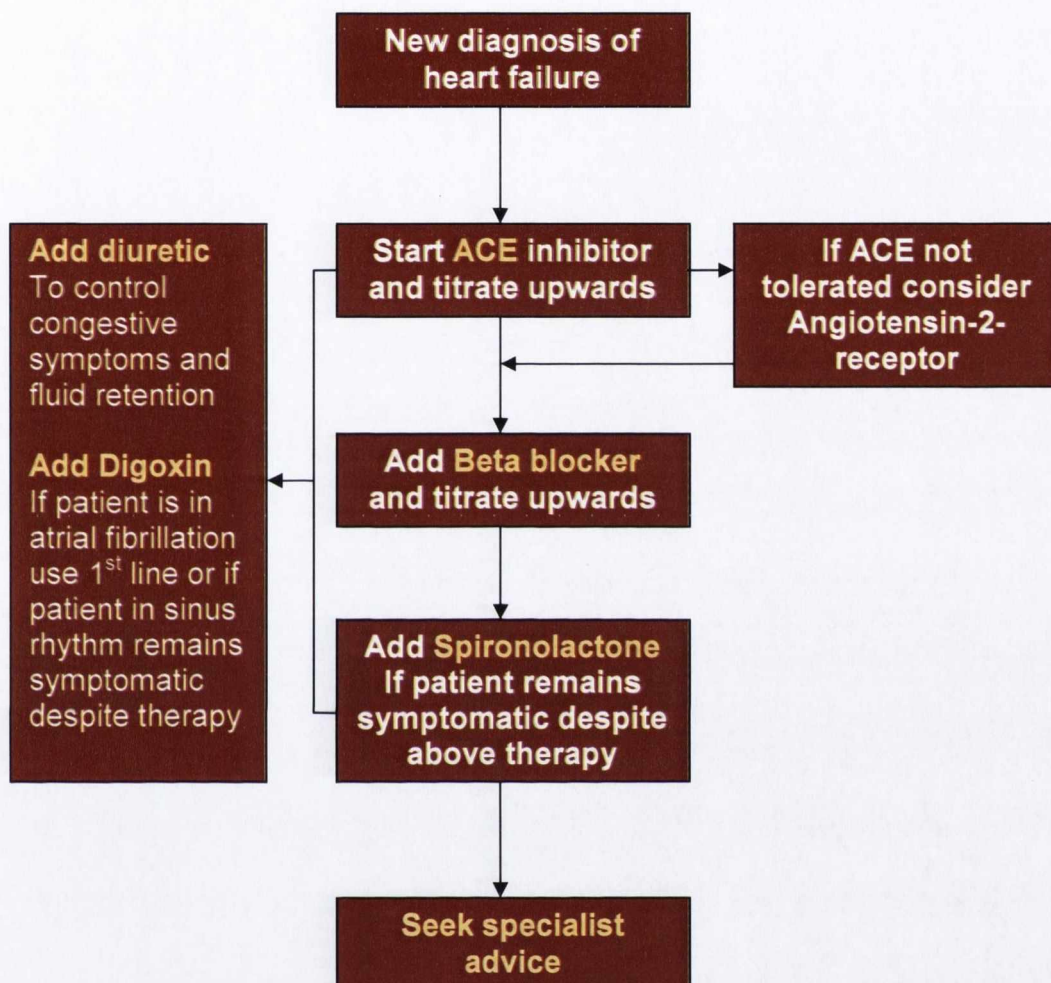 New diagnosis of
heart failure
Start ACE inhibitor
and titrate upwards
If ACE not
tolerated consider
Angiotensin-2-
receptor
Add diuretic
To control
congestive
symptoms and
fluid retention
Add Digoxin
If patient is in
atrial fibrillation
use 1st line or if
patient in sinus
rhythm remains
symptomatic
despite therapy
Add Beta blocker
and titrate upwards
Add Spironolactone
If patient remains
symptomatic despite
above therapy
Seek specialist
advice